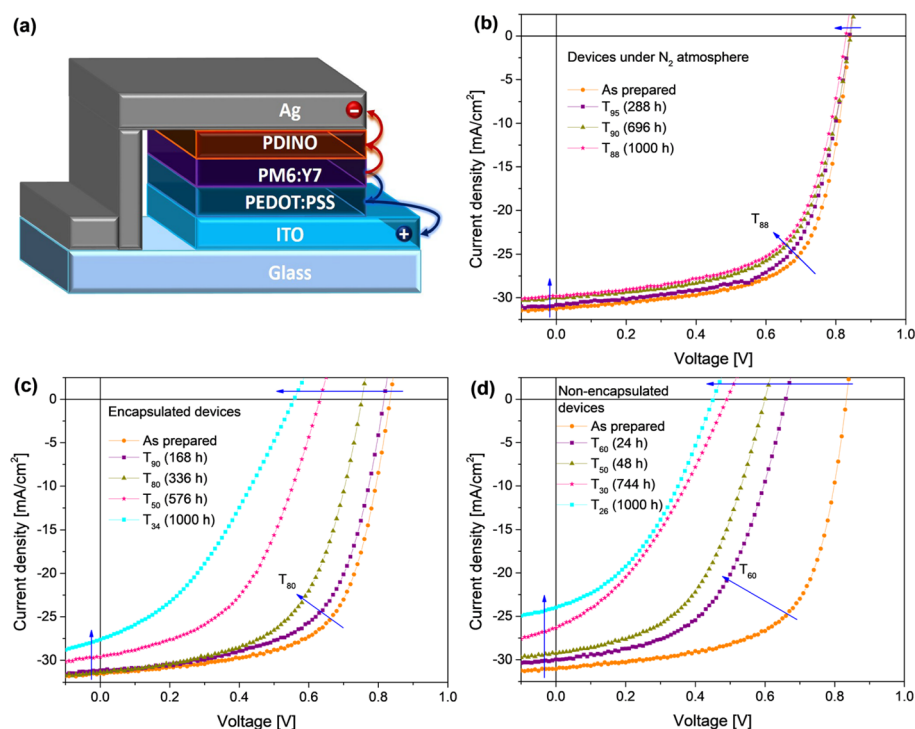 (a)
Ag
−
PDINO
PM6:Y7
PEDOT:PSS
ITO
+
Glass
(b)
Current density [mA/cm²]
0
-5
-10
-15
-20
-25
-30
Devices under N₂ atmosphere
As prepared
T₉₅ (288 h)
T₉₀ (696 h)
T₈₈ (1000 h)
T₈₈
0.0 0.2 0.4 0.6 0.8 1.0
Voltage [V]
(c)
Current density [mA/cm²]
0
-5
-10
-15
-20
-25
-30
Encapsulated devices
As prepared
T₉₀ (168 h)
T₈₀ (336 h)
T₅₀ (576 h)
T₃₄ (1000 h)
T₈₀
0.0 0.2 0.4 0.6 0.8 1.0
Voltage [V]
(d)
Current density [mA/cm²]
0
-5
-10
-15
-20
-25
-30
Non-encapsulated
devices
As prepared
T₆₀ (24 h)
T₅₀ (48 h)
T₃₀ (744 h)
T₂₆ (1000 h)
T₆₀
0.0 0.2 0.4 0.6 0.8 1.0
Voltage [V]